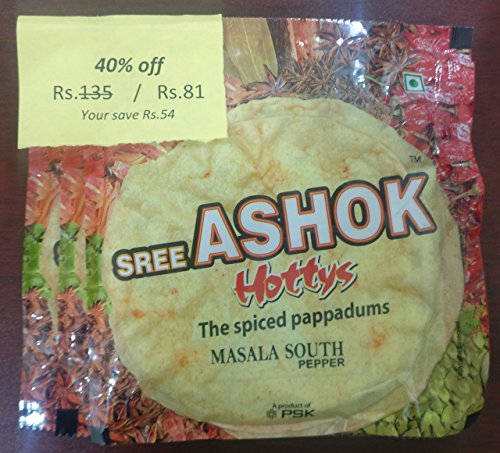 40% off
Rs.135 / Rs.81
Your save Rs.54
SREE ASHOK™
Hottys
The spiced pappadums
MASALA SOUTH
PEPPER
A product of
PSK